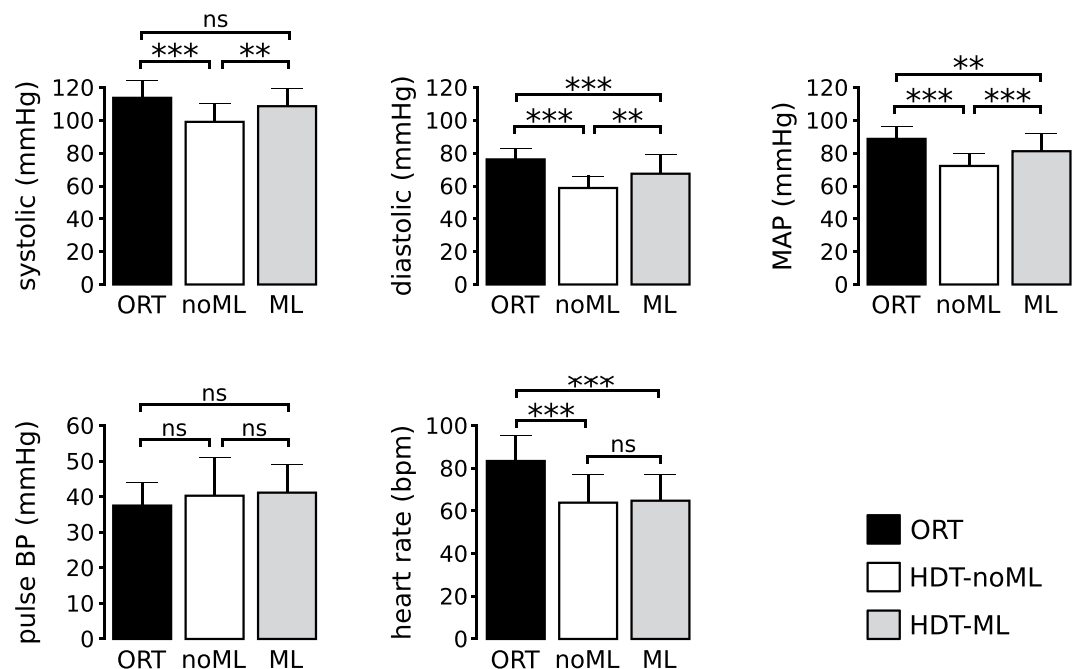 ns
*** **
systolic (mmHg)
120
100
80
60
40
20
0
ORT noML ML
***
*** **
diastolic (mmHg)
120
100
80
60
40
20
0
ORT noML ML
**
*** ***
MAP (mmHg)
120
100
80
60
40
20
0
ORT noML ML
ns
ns ns
pulse BP (mmHg)
60
50
40
30
20
10
0
ORT noML ML
***
***
ns
heart rate (bpm)
100
80
60
40
20
0
ORT noML ML
ORT
HDT-noML
HDT-ML